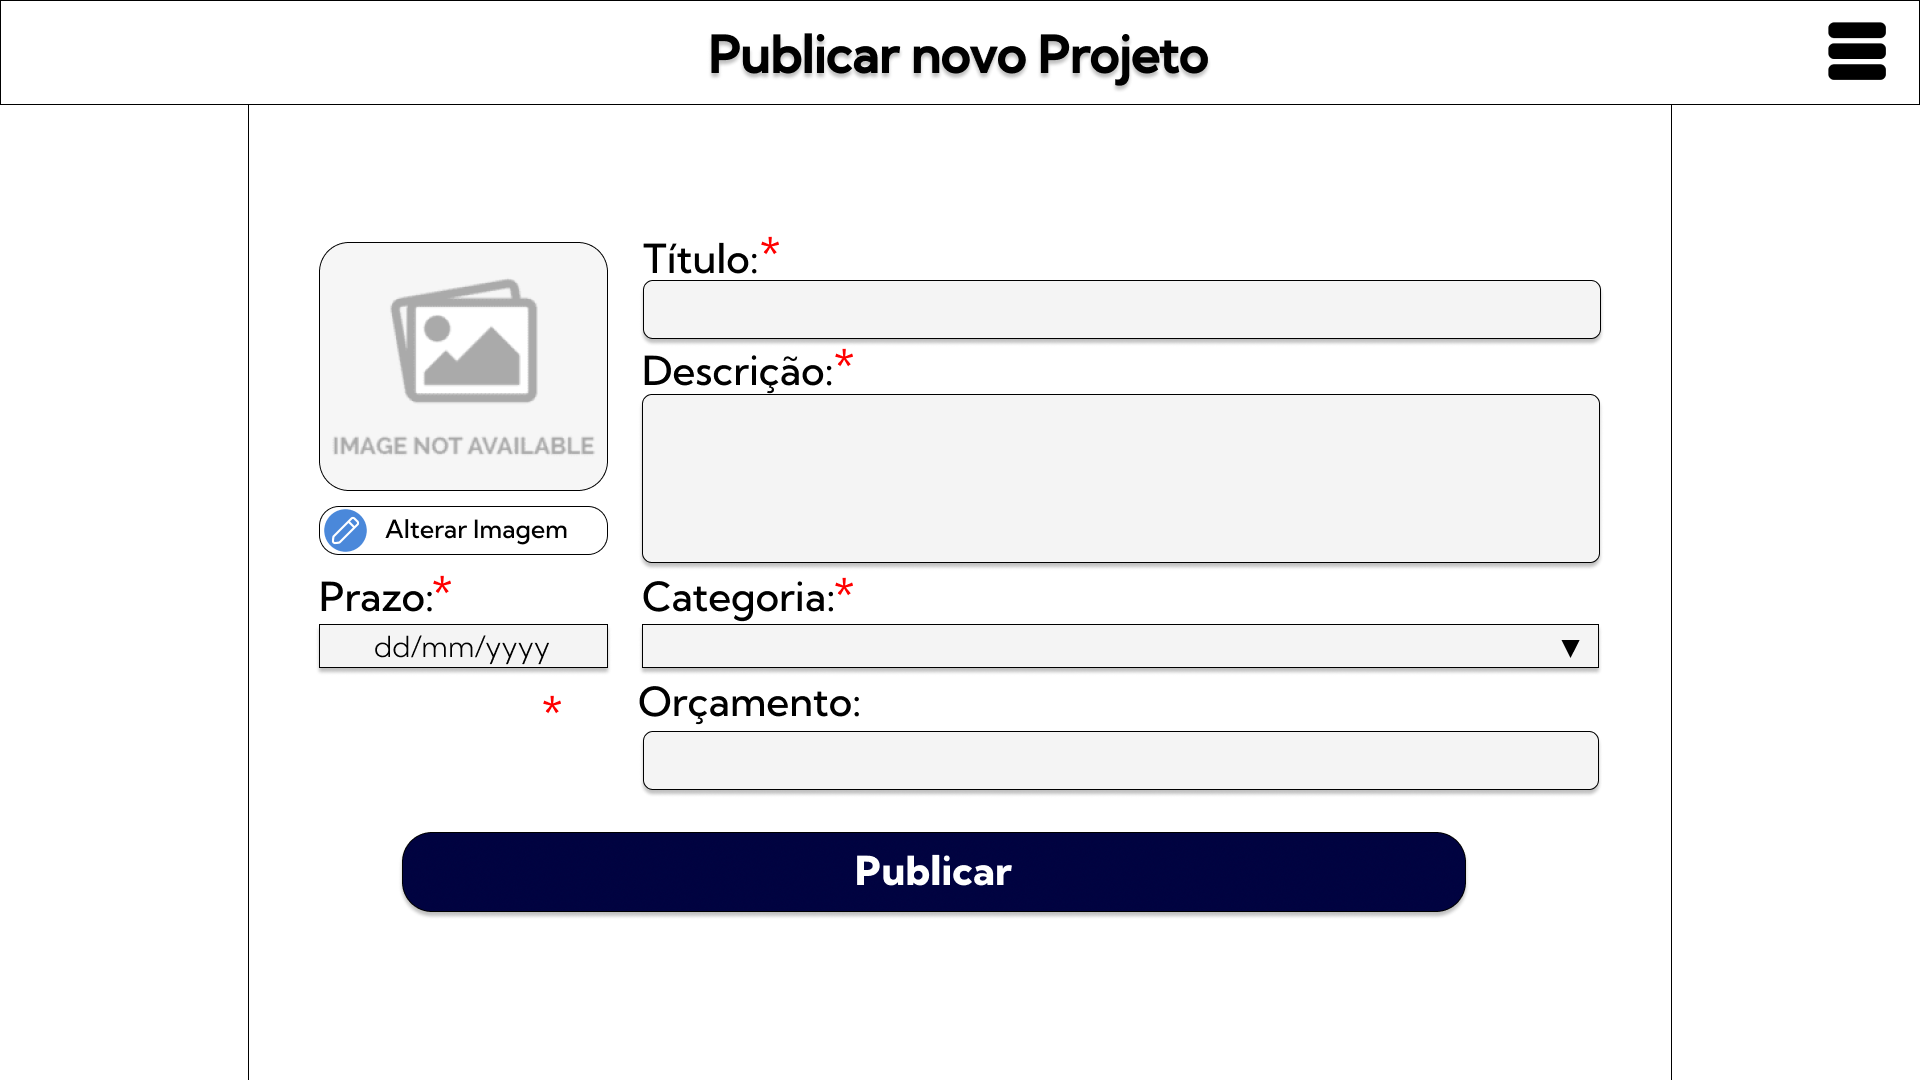 Publicar novo Projeto
IMAGE NOT AVAILABLE
Alterar Imagem
Prazo:*
dd/mm/yyyy
*
Título:*
Descrição:*
Categoria:*
▼
Orçamento:
Publicar